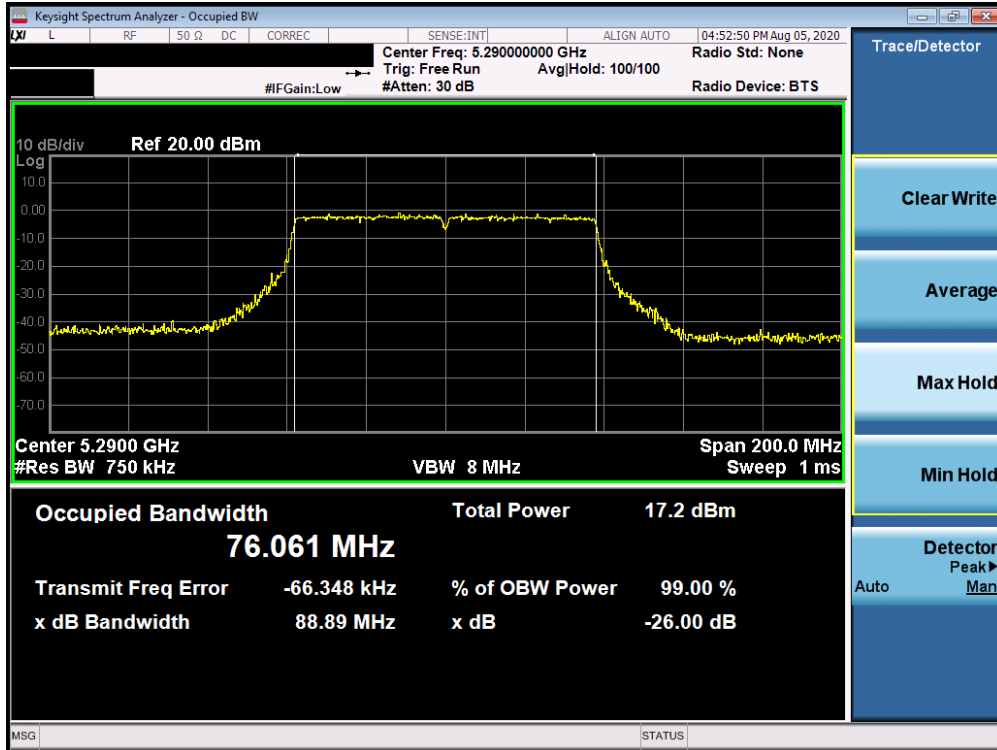 Keysight Spectrum Analyzer - Occupied BW
LXI L RF 50 Ω DC CORREC SENSE:INT ALIGN AUTO 04:52:50 PM Aug 05, 2020
Center Freq: 5.290000000 GHz Radio Std: None
Trig: Free Run Avg|Hold: 100/100
#IFGain:Low #Atten: 30 dB Radio Device: BTS
Trace/Detector
10 dB/div Ref 20.00 dBm
Log
10.0
0.00
-10.0
-20.0
-30.0
-40.0
-50.0
-60.0
-70.0
Center 5.2900 GHz Span 200.0 MHz
#Res BW 750 kHz VBW 8 MHz Sweep 1 ms
Occupied Bandwidth Total Power 17.2 dBm
76.061 MHz
Transmit Freq Error -66.348 kHz % of OBW Power 99.00 %
x dB Bandwidth 88.89 MHz x dB -26.00 dB
Clear Write
Average
Max Hold
Min Hold
Detector
Peak▶
Auto Man
MSG STATUS